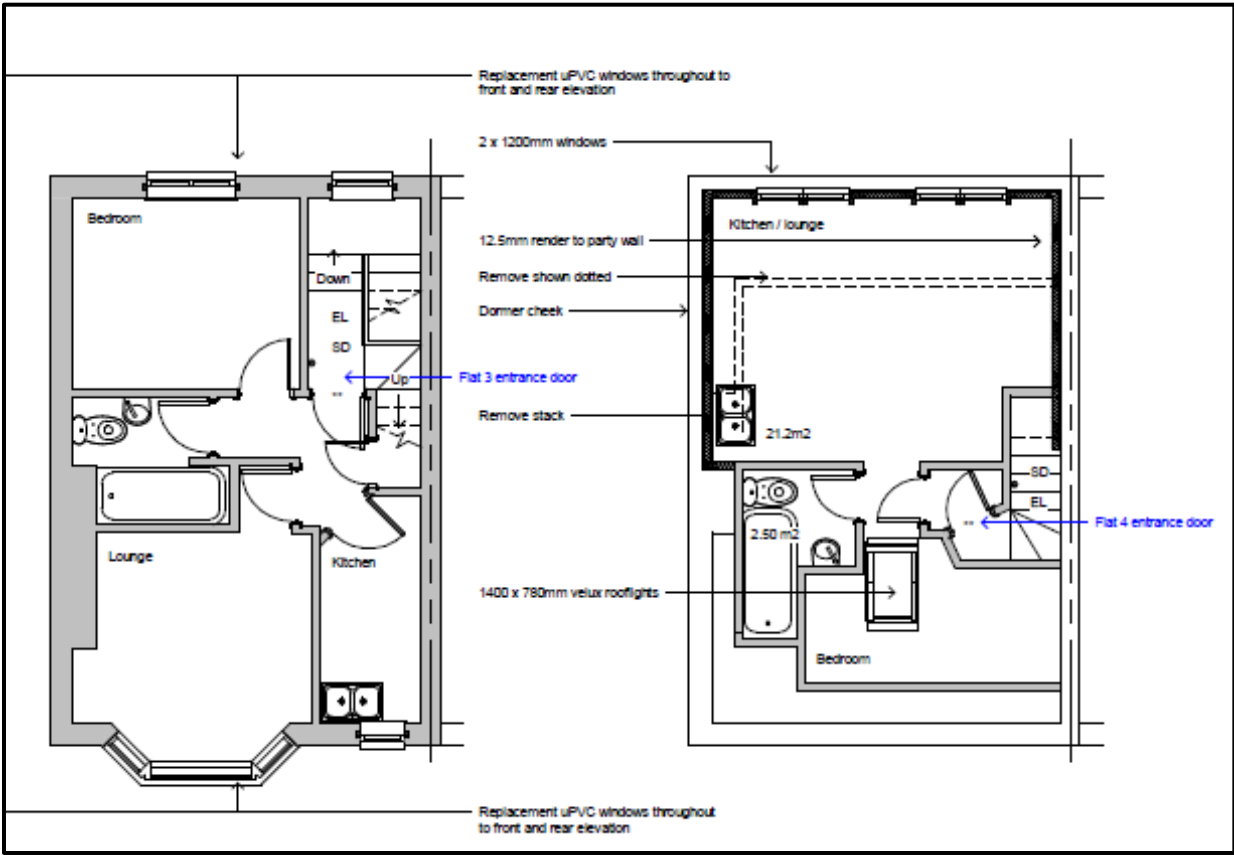 Replacement uPVC windows throughout to
front and rear elevation
2 x 1200mm windows
Bedroom
Kitchen / lounge
12.5mm render to party wall
Down
Remove shown dotted
Dormer cheek
EL
SD
Up
Flat 3 entrance door
Remove stack
21.2m2
SD
EL
Flat 4 entrance door
2.50 m2
Lounge
Kitchen
1400 x 780mm velux rooflights
Bedroom
Replacement uPVC windows throughout
to front and rear elevation